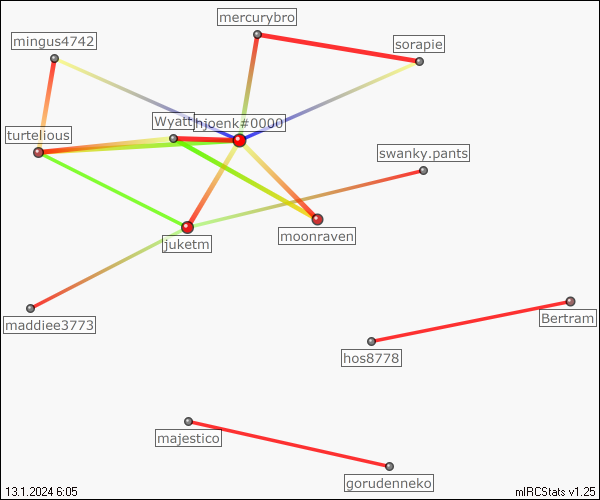 mercurybro
mingus4742
sorapie
Wyatt
hjoenk#0000
turtelious
swanky.pants
juketm
moonraven
maddiee3773
Bertram
hos8778
majestico
gorudenneko
13.1.2024 6:05
mIRCStats v1.25